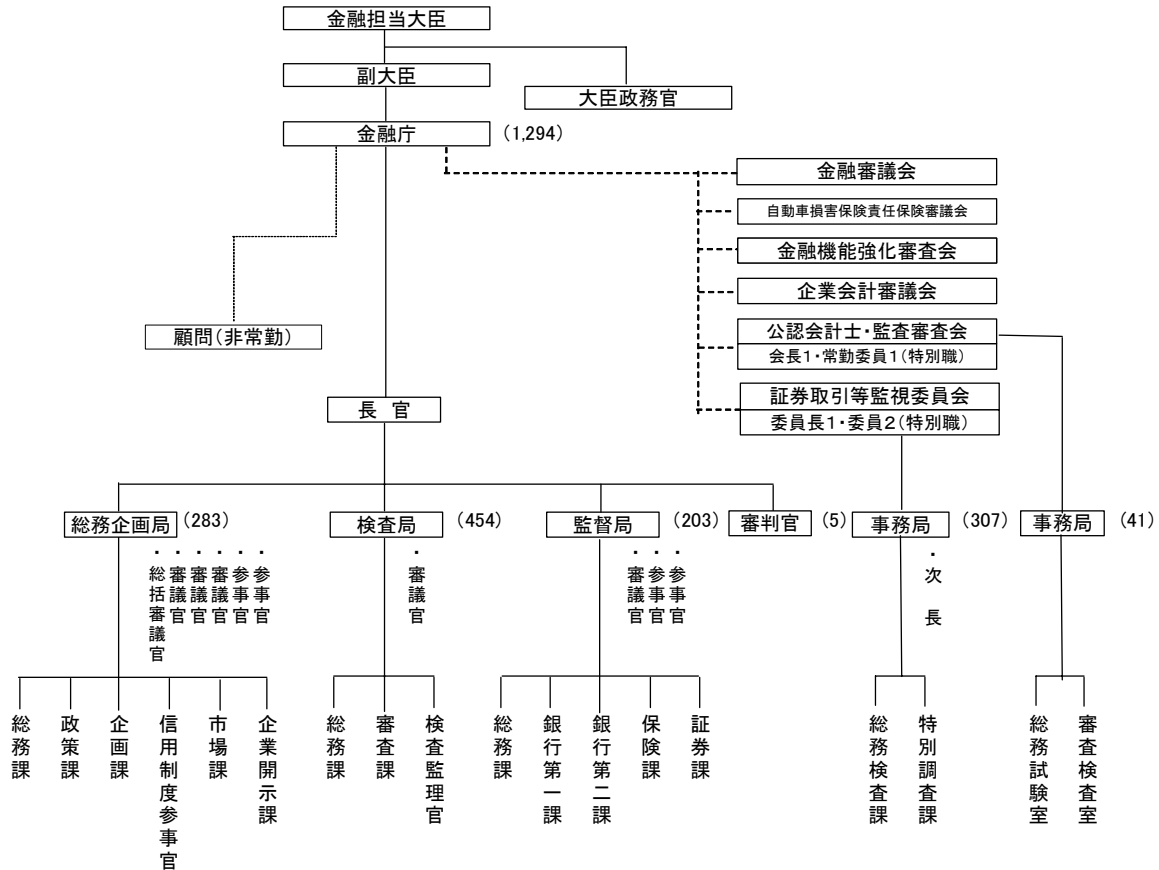 金融担当大臣
副大臣
大臣政務官
金融庁
(1,294)
金融審議会
自動車損害保険責任保険審議会
金融機能強化審査会
企業会計審議会
顧問(非常勤)
公認会計士・監査審査会
会長1・常勤委員1(特別職)
証券取引等監視委員会
委員長1・委員2(特別職)
長 官
総務企画局
(283)
検査局
(454)
監督局
(203)
審判官
(5)
事務局
(307)
事務局
(41)
・総括審議官
・審議官
・審議官
・審議官
・参事官
・参事官
・審議官
・審議官
・参事官
・参事官
・次 長
総務課
政策課
企画課
信用制度参事官
市場課
企業開示課
総務課
審査課
検査監理官
総務課
銀行第一課
銀行第二課
保険課
証券課
総務検査課
特別調査課
総務試験室
審査検査室